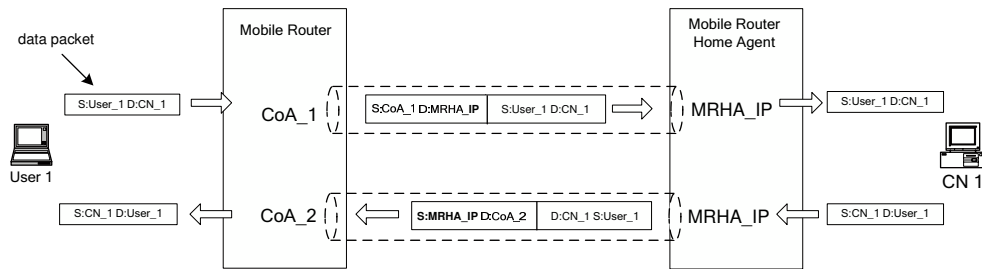 Mobile Router
Mobile Router
Home Agent
data packet
S:User_1 D:CN_1
CoA_1
S:CoA_1 D:MRHA_IP
S:User_1 D:CN_1
MRHA_IP
S:User_1 D:CN_1
User 1
CN 1
S:CN_1 D:User_1
CoA_2
S:MRHA_IP D:CoA_2
D:CN_1 S:User_1
MRHA_IP
S:CN_1 D:User_1